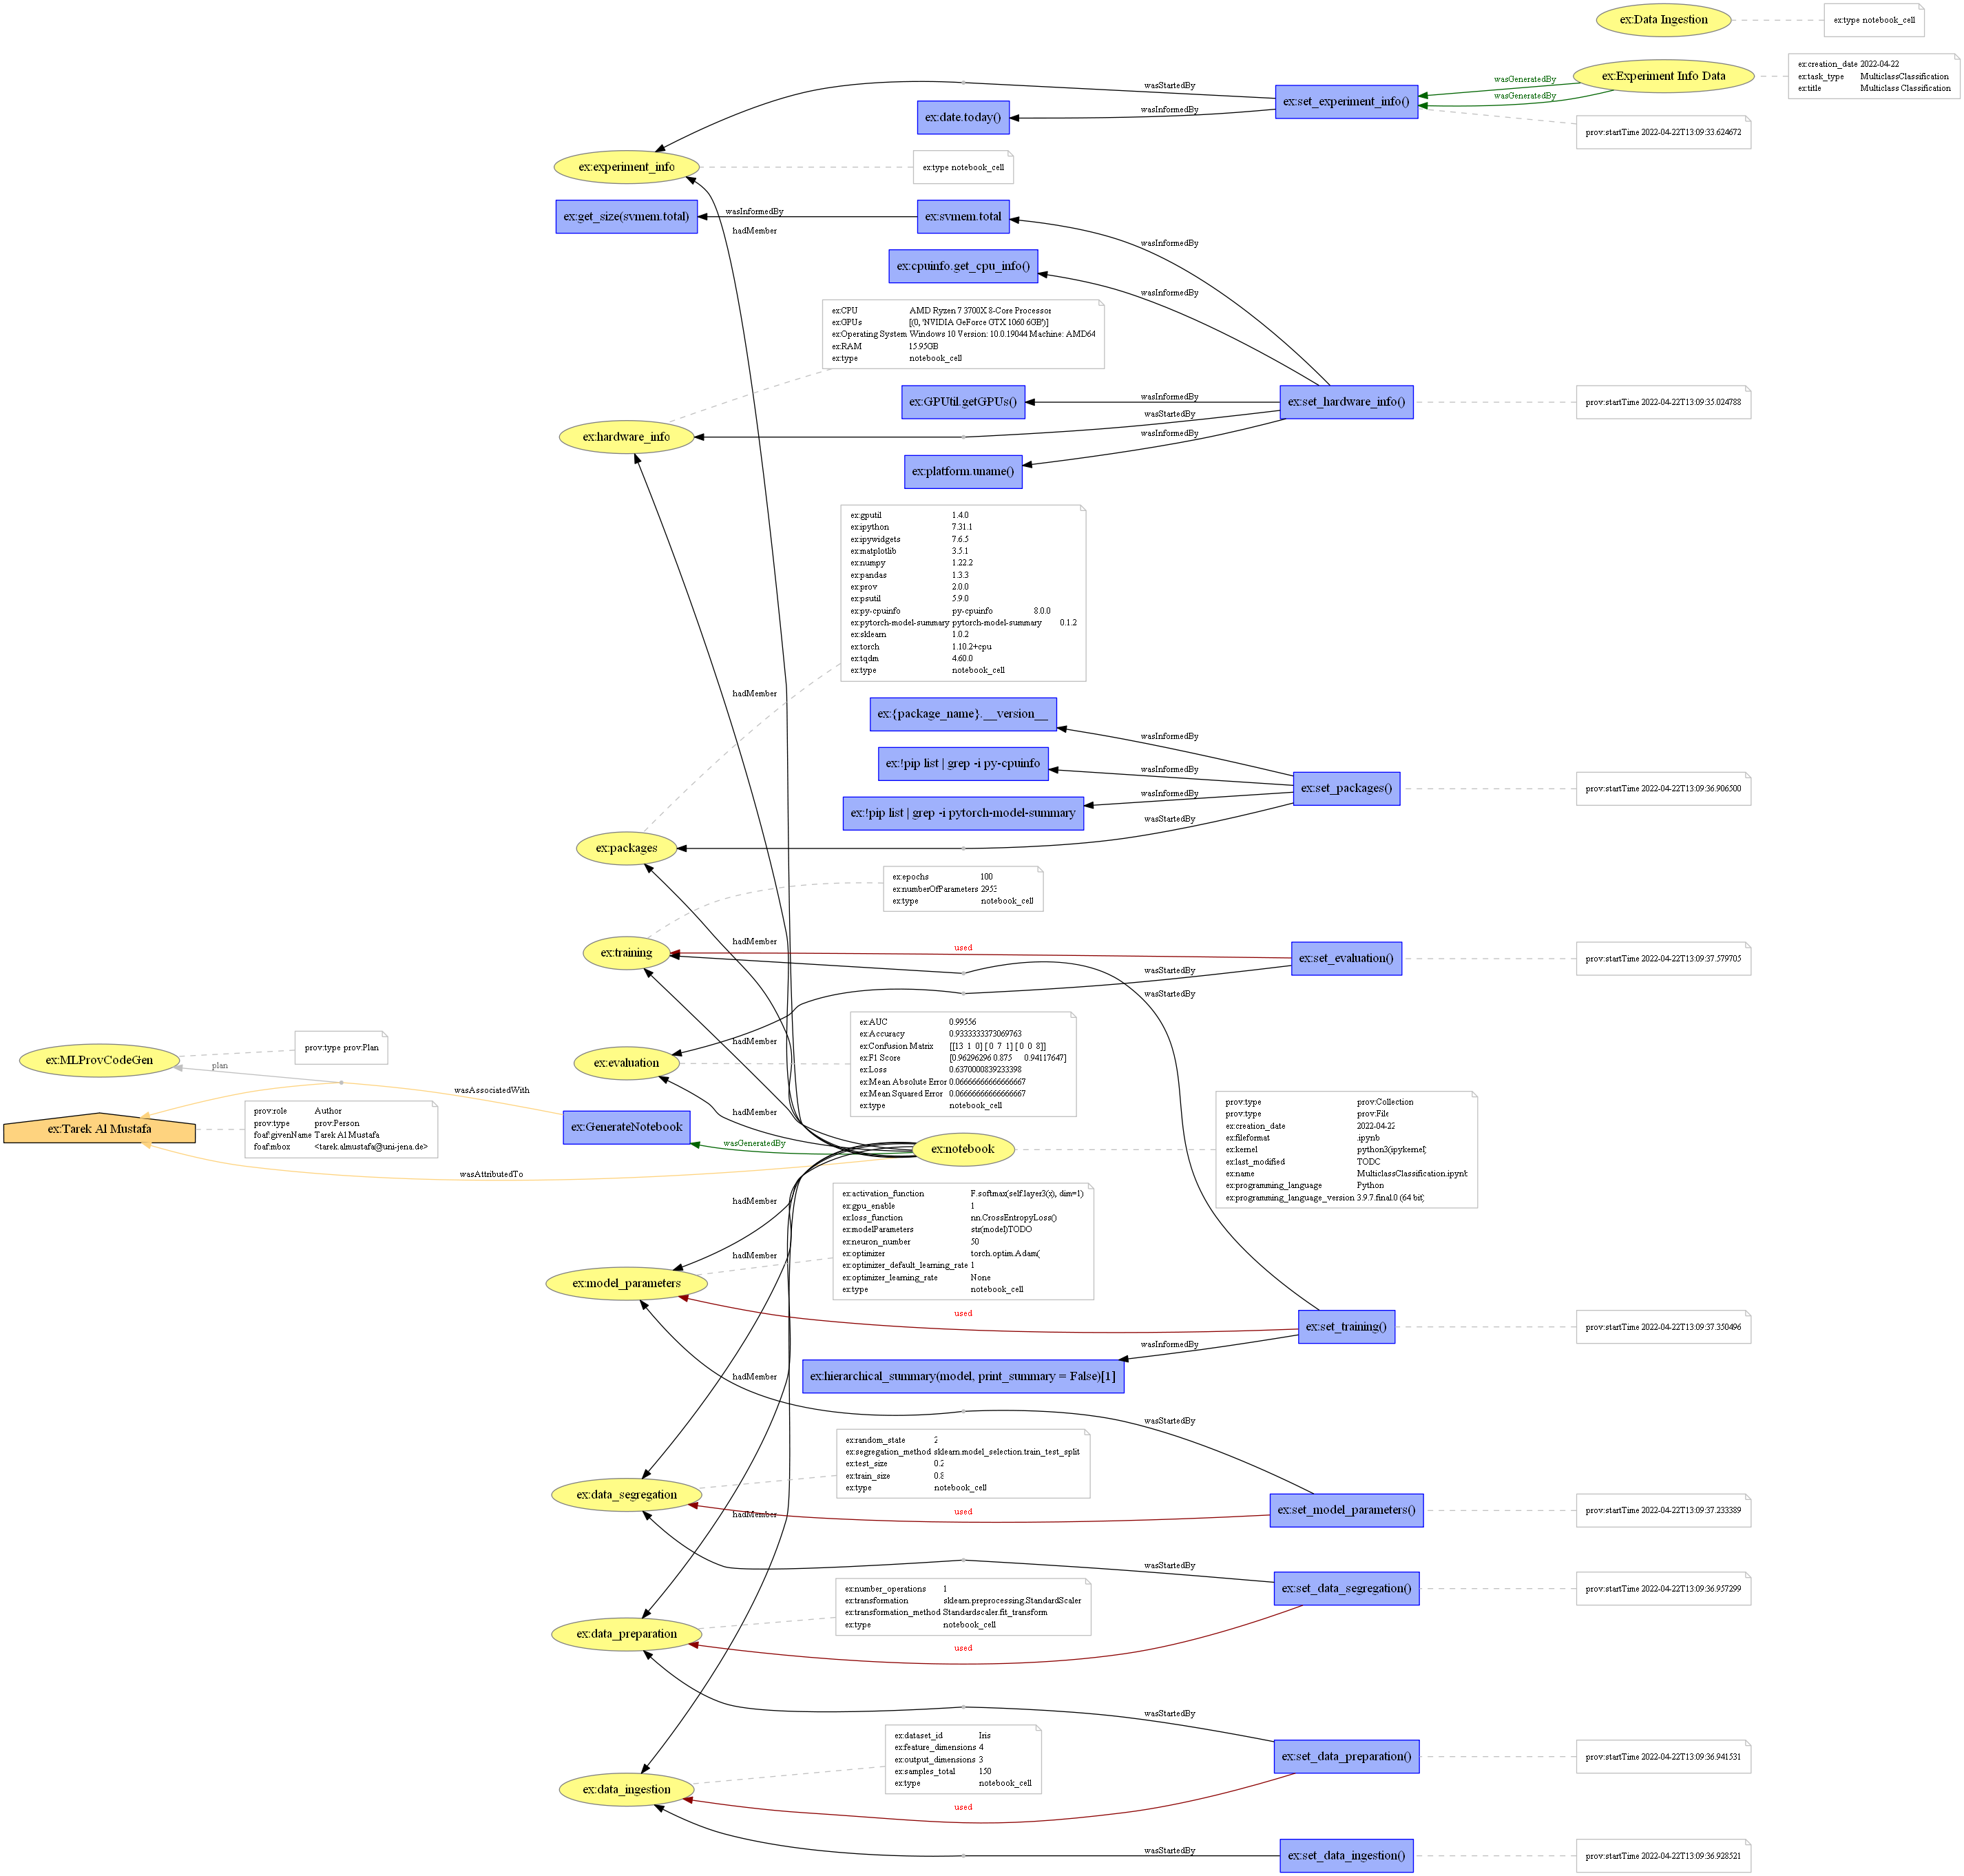 ex:Data Ingestion
ex:type notebook_cell
ex:Experiment Info Data
ex:creation_date 2022-04-22
ex:task_type MulticlassClassification
ex:title Multiclass Classification
wasGeneratedBy
wasGeneratedBy
ex:set_experiment_info()
prov:startTime 2022-04-22T13:09:33.624672
wasStartedBy
ex:date.today()
wasInformedBy
ex:experiment_info
ex:type notebook_cell
ex:get_size(svmem.total)
wasInformedBy
ex:svmem.total
hadMember
wasInformedBy
ex:cpuinfo.get_cpu_info()
wasInformedBy
ex:CPU AMD Ryzen 7 3700X 8-Core Processor
ex:GPUs [(0, 'NVIDIA GeForce GTX 1060 6GB')]
ex:Operating System Windows 10 Version: 10.0.19044 Machine: AMD64
ex:RAM 15.95GB
ex:type notebook_cell
ex:GPUtil.getGPUs()
wasInformedBy
ex:set_hardware_info()
prov:startTime 2022-04-22T13:09:35.024788
wasStartedBy
ex:hardware_info
wasInformedBy
ex:platform.uname()
ex:gputil 1.4.0
ex:ipython 7.31.1
ex:ipywidgets 7.6.5
ex:matplotlib 3.5.1
ex:numpy 1.22.2
ex:pandas 1.3.3
ex:prov 2.0.0
ex:psutil 5.9.0
ex:py-cpuinfo py-cpuinfo 8.0.0
ex:pytorch-model-summary pytorch-model-summary 0.1.2
ex:sklearn 1.0.2
ex:torch 1.10.2+cpu
ex:tqdm 4.60.0
ex:type notebook_cell
hadMember
ex:{package_name}.__version__
wasInformedBy
ex:!pip list | grep -i py-cpuinfo
wasInformedBy
ex:set_packages()
prov:startTime 2022-04-22T13:09:36.906500
ex:!pip list | grep -i pytorch-model-summary
wasInformedBy
wasStartedBy
ex:packages
ex:epochs 100
ex:numberOfParameters 2953
ex:type notebook_cell
hadMember
ex:training
used
ex:set_evaluation()
prov:startTime 2022-04-22T13:09:37.579705
wasStartedBy
wasStartedBy
ex:MLProvCodeGen
prov:type prov:Plan
plan
hadMember
ex:evaluation
ex:AUC 0.99556
ex:Accuracy 0.9333333373069763
ex:Confusion Matrix [[13 1 0] [ 0 7 1] [ 0 0 8]]
ex:F1 Score [0.96296296 0.875 0.94117647]
ex:Loss 0.6370000839233398
ex:Mean Absolute Error 0.06666666666666667
ex:Mean Squared Error 0.06666666666666667
ex:type notebook_cell
wasAssociatedWith
ex:Tarek Al Mustafa
prov:role Author
prov:type prov:Person
foaf:givenName Tarek Al Mustafa
foaf:mbox <tarek.almustafa@uni-jena.de>
hadMember
ex:GenerateNotebook
wasGeneratedBy
ex:notebook
prov:type prov:Collection
prov:type prov:File
ex:creation_date 2022-04-22
ex:fileformat .ipynb
ex:kernel python3(ipykernel)
ex:last_modified TODO
ex:name MulticlassClassification.ipynb
ex:programming_language Python
ex:programming_language_version 3.9.7.final.0 (64 bit)
wasAttributedTo
hadMember
ex:activation_function F.softmax(self.layer3(x), dim=1)
ex:gpu_enable 1
ex:loss_function nn.CrossEntropyLoss()
ex:modelParameters str(model)TODO
ex:neuron_number 50
ex:optimizer torch.optim.Adam(
ex:optimizer_default_learning_rate 1
ex:optimizer_learning_rate None
ex:type notebook_cell
hadMember
ex:model_parameters
used
ex:set_training()
prov:startTime 2022-04-22T13:09:37.350496
wasInformedBy
ex:hierarchical_summary(model, print_summary = False)[1]
hadMember
wasStartedBy
ex:random_state 2
ex:segregation_method sklearn.model_selection.train_test_split
ex:test_size 0.2
ex:train_size 0.8
ex:type notebook_cell
ex:data_segregation
used
ex:set_model_parameters()
prov:startTime 2022-04-22T13:09:37.233389
hadMember
wasStartedBy
ex:set_data_segregation()
prov:startTime 2022-04-22T13:09:36.957299
ex:number_operations 1
ex:transformation sklearn.preprocessing.StandardScaler
ex:transformation_method Standardscaler.fit_transform
ex:type notebook_cell
ex:data_preparation
used
wasStartedBy
ex:dataset_id Iris
ex:feature_dimensions 4
ex:output_dimensions 3
ex:samples_total 150
ex:type notebook_cell
ex:set_data_preparation()
prov:startTime 2022-04-22T13:09:36.941531
ex:data_ingestion
used
wasStartedBy
ex:set_data_ingestion()
prov:startTime 2022-04-22T13:09:36.928521